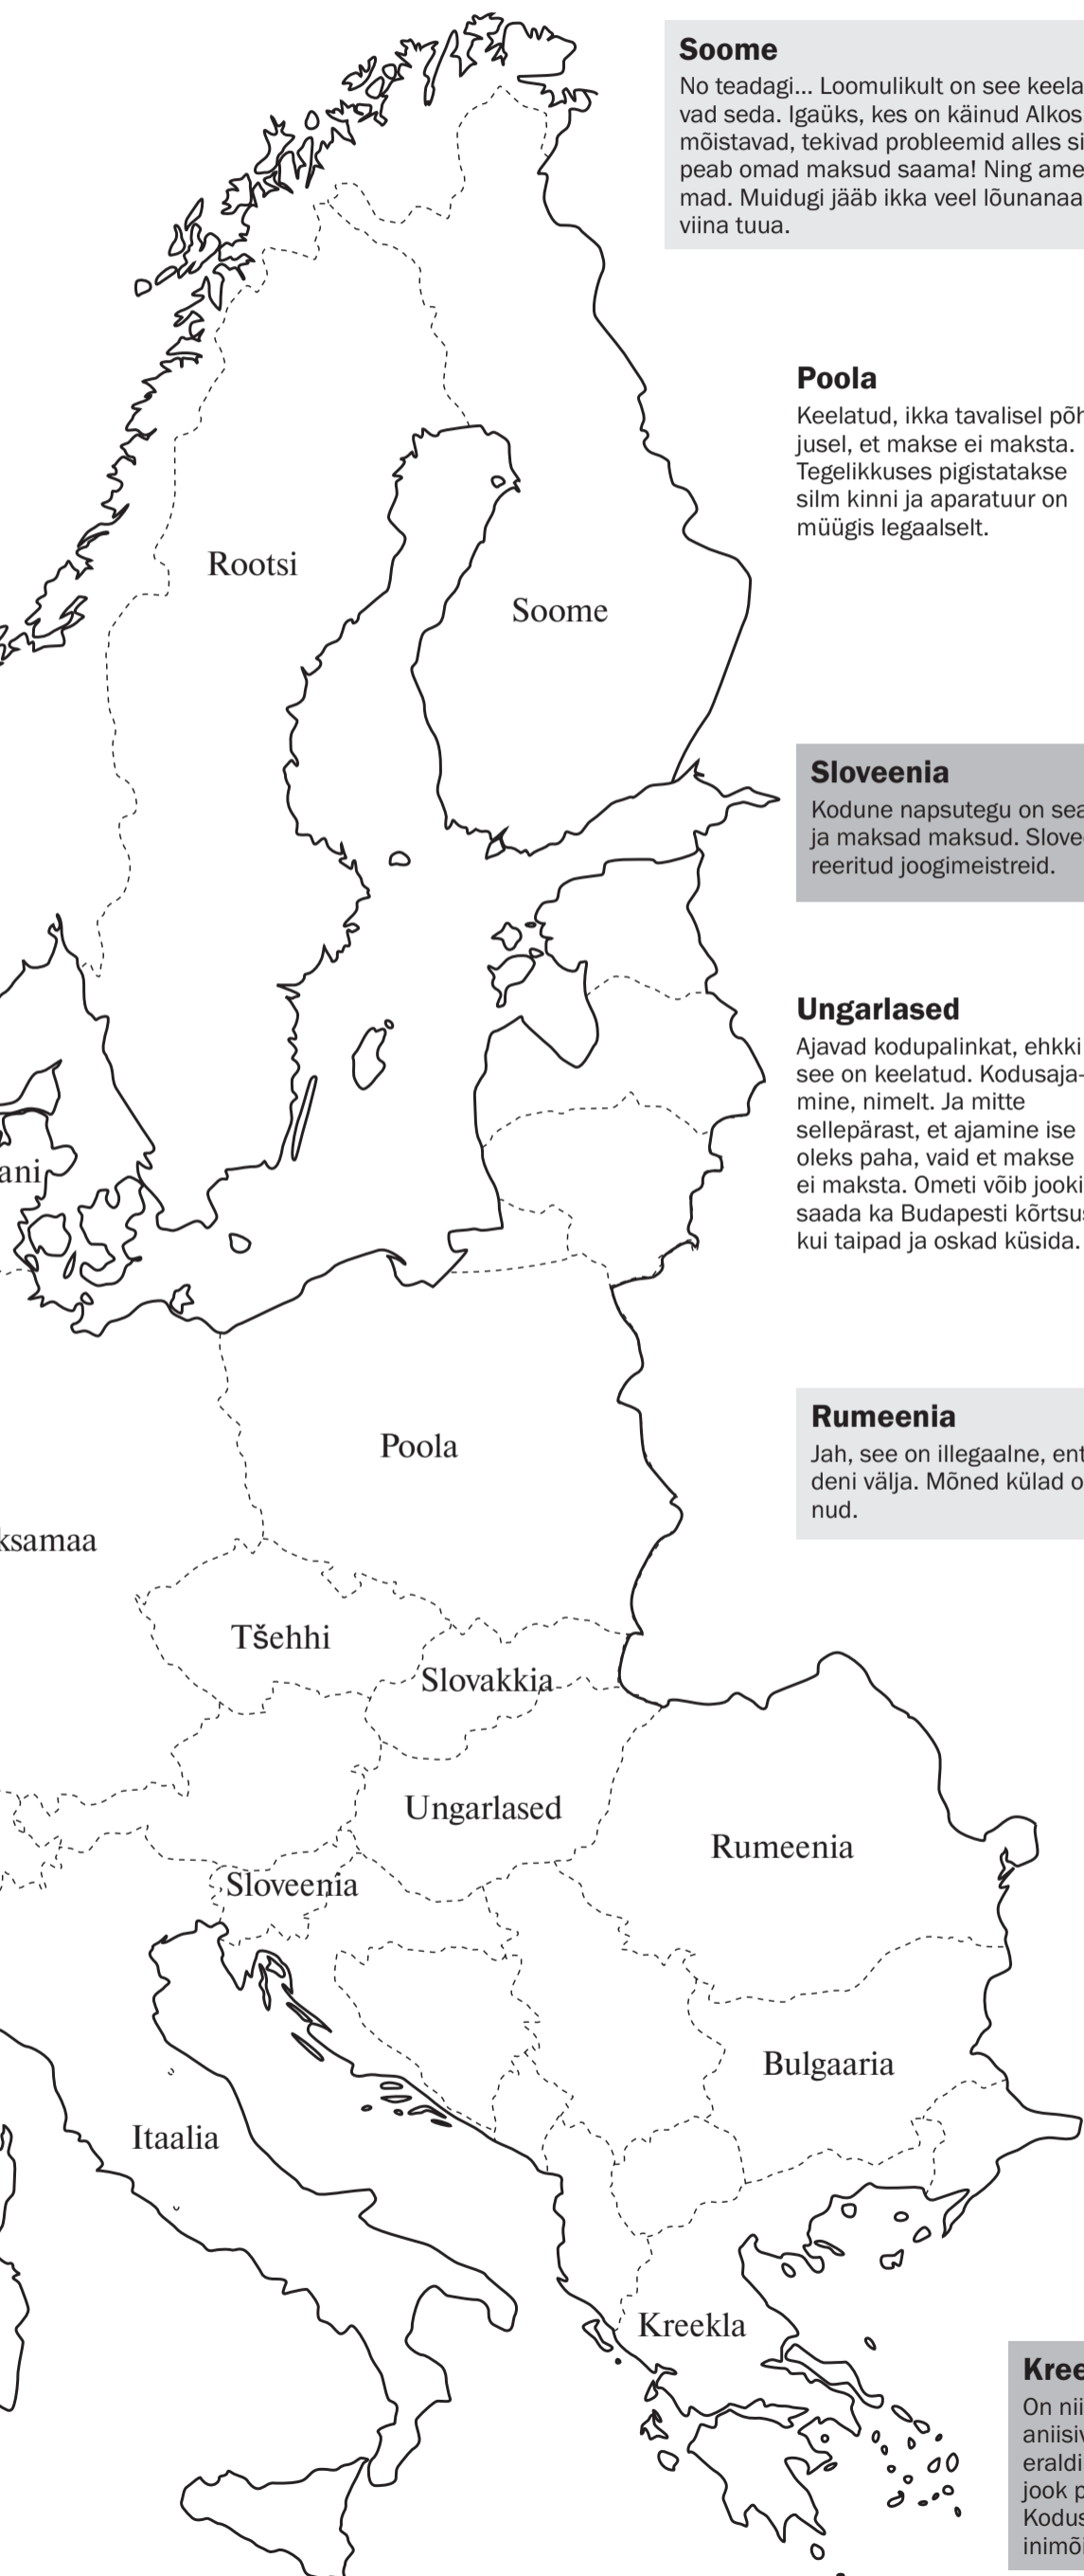 Soome
No teadagi... Loomulikult on see keela
vad seda. Igaüks, kes on käinud Alkos
mõistavad, tekivad probleemid alles si
peab omad maksud saama! Ning ame
mad. Muidugi jääb ikka veel lõunanaa
viina tuua.
Poola
Keelatud, ikka tavalisel põh
jusel, et makse ei maksta.
Tegelikkuses pigistatakse
silm kinni ja aparatuur on
müügis legaalselt.
Rootsi
Soome
Sloveenia
Kodune napsutegu on sea
ja maksad maksud. Slove
reeritud joogimeistreid.
Ungarlased
Ajavad kodupalinkat, ehkki
see on keelatud. Kodusaja-
mine, nimelt. Ja mitte
sellepärast, et ajamine ise
oleks paha, vaid et makse
ei maksta. Ometi võib jooki
saada ka Budapesti kõrtsus
kui taipad ja oskad küsida.
ani
Rumeenia
Jah, see on illegaalne, ent
deni välja. Mõned külad o
nud.
Poola
ksamaa
Tšehhi
Slovakkia
Ungarlased
Rumeenia
Sloveenia
Bulgaaria
Itaalia
Kreekla
Kree
On nii
aniisiv
eraldi
jook p
Kodus
inimõi